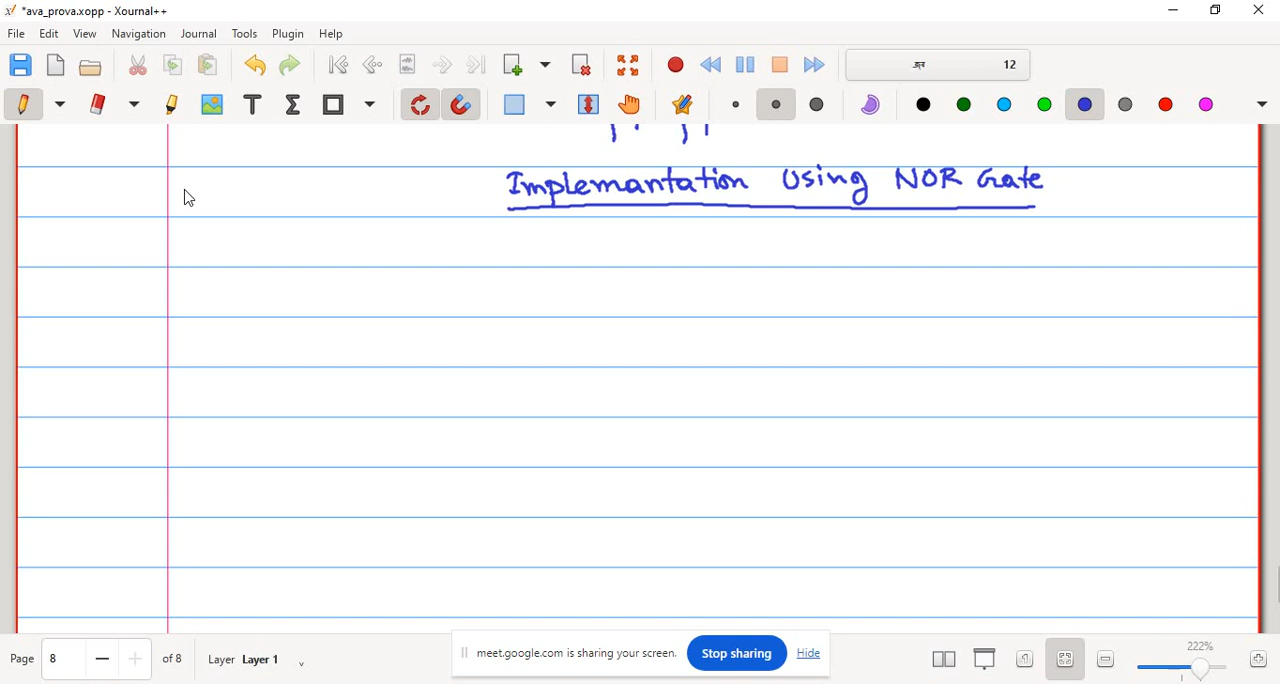 *ava_prova.xopp - Xournal++
File Edit View Navigation Journal Tools Plugin Help
12
Implemantation Using NOR Gate
Page 8 of 8 Layer Layer 1
meet.google.com is sharing your screen. Stop sharing Hide
222%